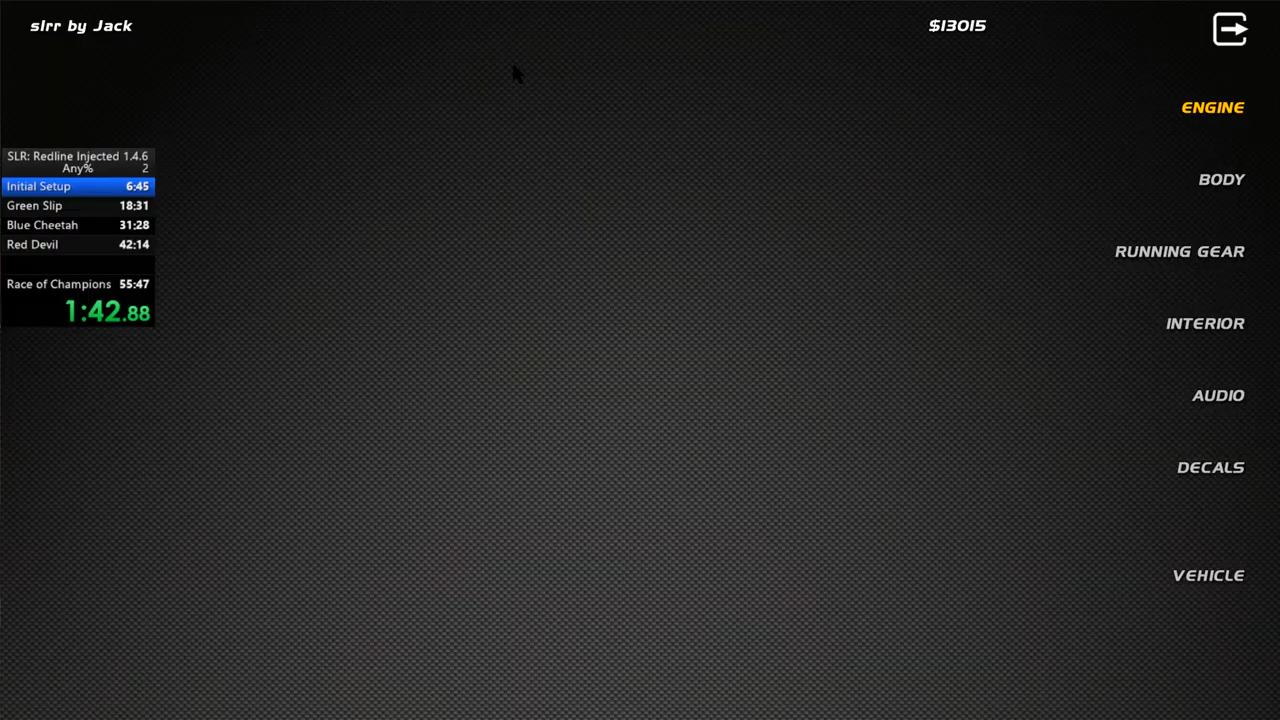 slrr by Jack
$13015
ENGINE
BODY
RUNNING GEAR
INTERIOR
AUDIO
DECALS
VEHICLE
SLR: Redline Injected 1.4.6
Any% 2
Initial Setup 6:45
Green Slip 18:31
Blue Cheetah 31:28
Red Devil 42:14
Race of Champions 55:47
1:42.88